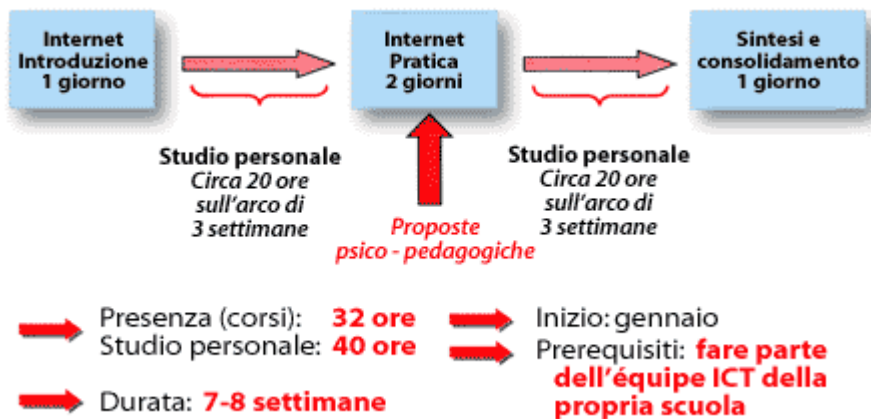 Internet
Introduzione
1 giorno
Internet
Pratica
2 giorni
Sintesi e
consolidamento
1 giorno
Studio personale
Circa 20 ore
sull'arco di
3 settimane
Studio personale
Circa 20 ore
sull'arco di
3 settimane
Proposte
psico - pedagogiche
Presenza (corsi): 32 ore
Studio personale: 40 ore
Durata: 7-8 settimane
Inizio: gennaio
Prerequisiti: fare parte
dell'équipe ICT della
propria scuola